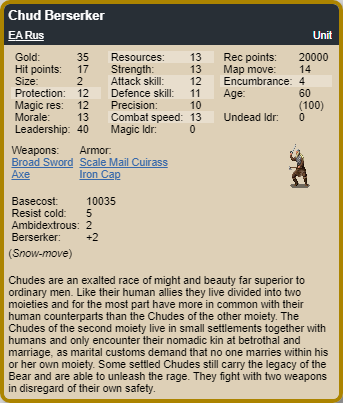 Chud Berserker
EA Rus Unit
Gold: 35 Resources: 13 Rec points: 20000
Hit points: 17 Strength: 13 Map move: 14
Size: 2 Attack skill: 12 Encumbrance: 4
Protection: 12 Defence skill: 11 Age: 60
Magic res: 12 Precision: 10 (100)
Morale: 13 Combat speed: 13 Undead ldr: 0
Leadership: 40 Magic ldr: 0
Weapons: Armor:
Broad Sword Scale Mail Cuirass
Axe Iron Cap
Basecost: 10035
Resist cold: 5
Ambidextrous: 2
Berserker: +2
(Snow-move)
Chudes are an exalted race of might and beauty far superior to
ordinary men. Like their human allies they live divided into two
moieties and for the most part have more in common with their
human counterparts than the Chudes of the other moiety. The
Chudes of the second moiety live in small settlements together with
humans and only encounter their nomadic kin at betrothal and
marriage, as marital customs demand that no one marries within his
or her own moiety. Some settled Chudes still carry the legacy of the
Bear and are able to unleash the rage. They fight with two weapons
in disregard of their own safety.